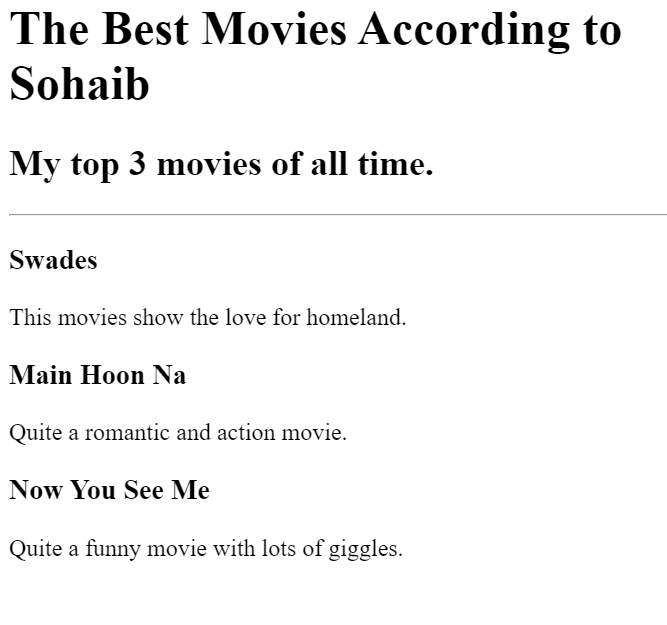 The Best Movies According to
Sohaib
My top 3 movies of all time.
Swades
This movies show the love for homeland.
Main Hoon Na
Quite a romantic and action movie.
Now You See Me
Quite a funny movie with lots of giggles.